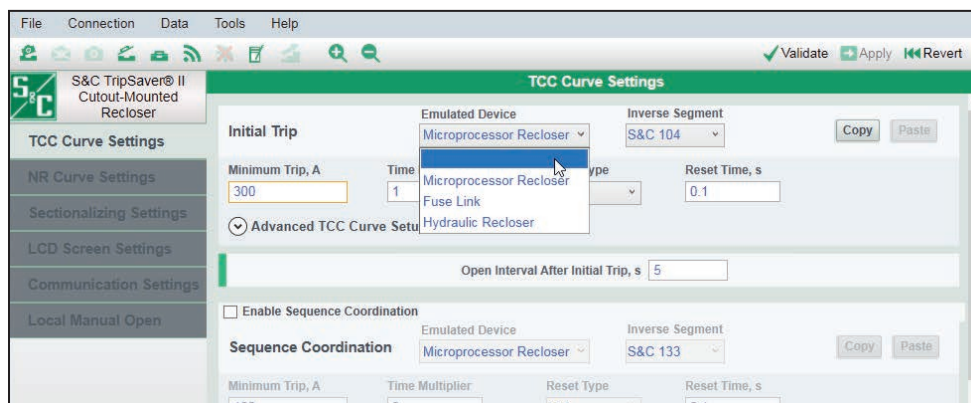 File Connection Data Tools Help
Validate Apply Revert
S&C
S&C TripSaver® II
Cutout-Mounted
Recloser
TCC Curve Settings
NR Curve Settings
Sectionalizing Settings
LCD Screen Settings
Communication Settings
Local Manual Open
TCC Curve Settings
Initial Trip
Emulated Device
Microprocessor Recloser
Inverse Segment
S&C 104
Copy Paste
Microprocessor Recloser
Fuse Link
Hydraulic Recloser
Minimum Trip, A
300
Time
1
ype
Reset Time, s
0.1
Advanced TCC Curve Setu
Open Interval After Initial Trip, s 5
Enable Sequence Coordination
Sequence Coordination
Emulated Device
Microprocessor Recloser
Inverse Segment
S&C 133
Copy Paste
Minimum Trip, A Time Multiplier Reset Type Reset Time, s